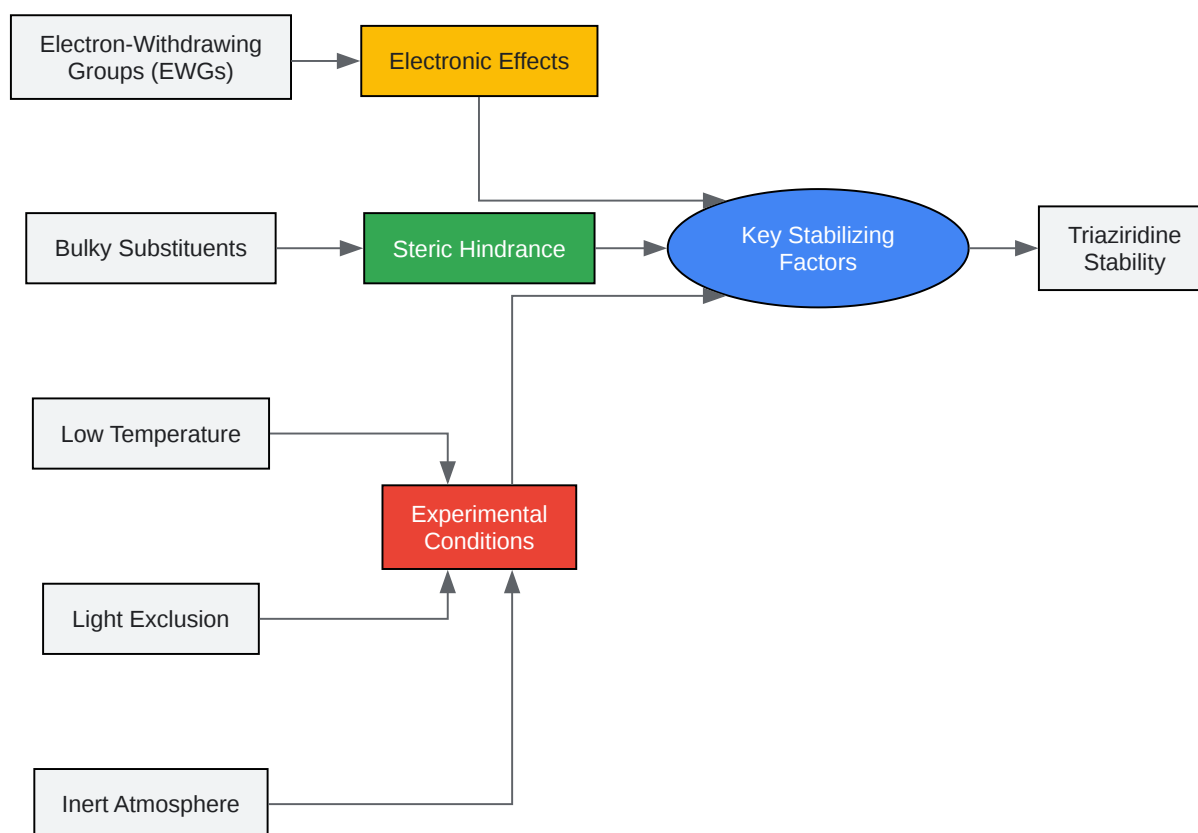 Electron-Withdrawing
Groups (EWGs)
Electronic Effects
Bulky Substituents
Steric Hindrance
Key Stabilizing
Factors
Triaziridine
Stability
Low Temperature
Experimental
Conditions
Light Exclusion
Inert Atmosphere